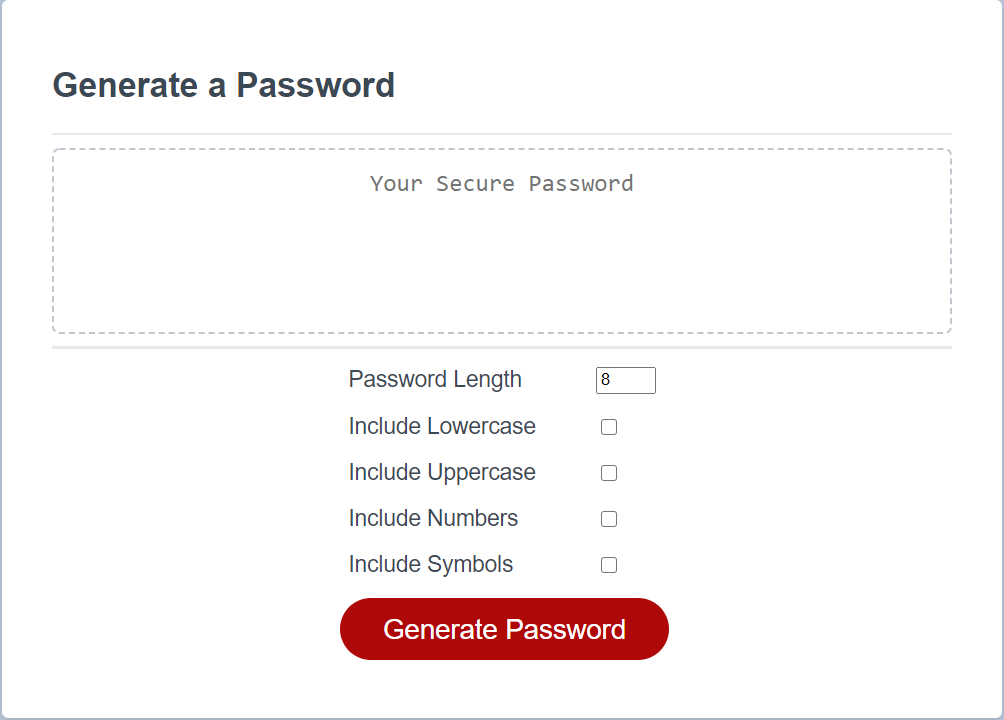 Generate a Password
Your Secure Password
Password Length 8
Include Lowercase
Include Uppercase
Include Numbers
Include Symbols
Generate Password